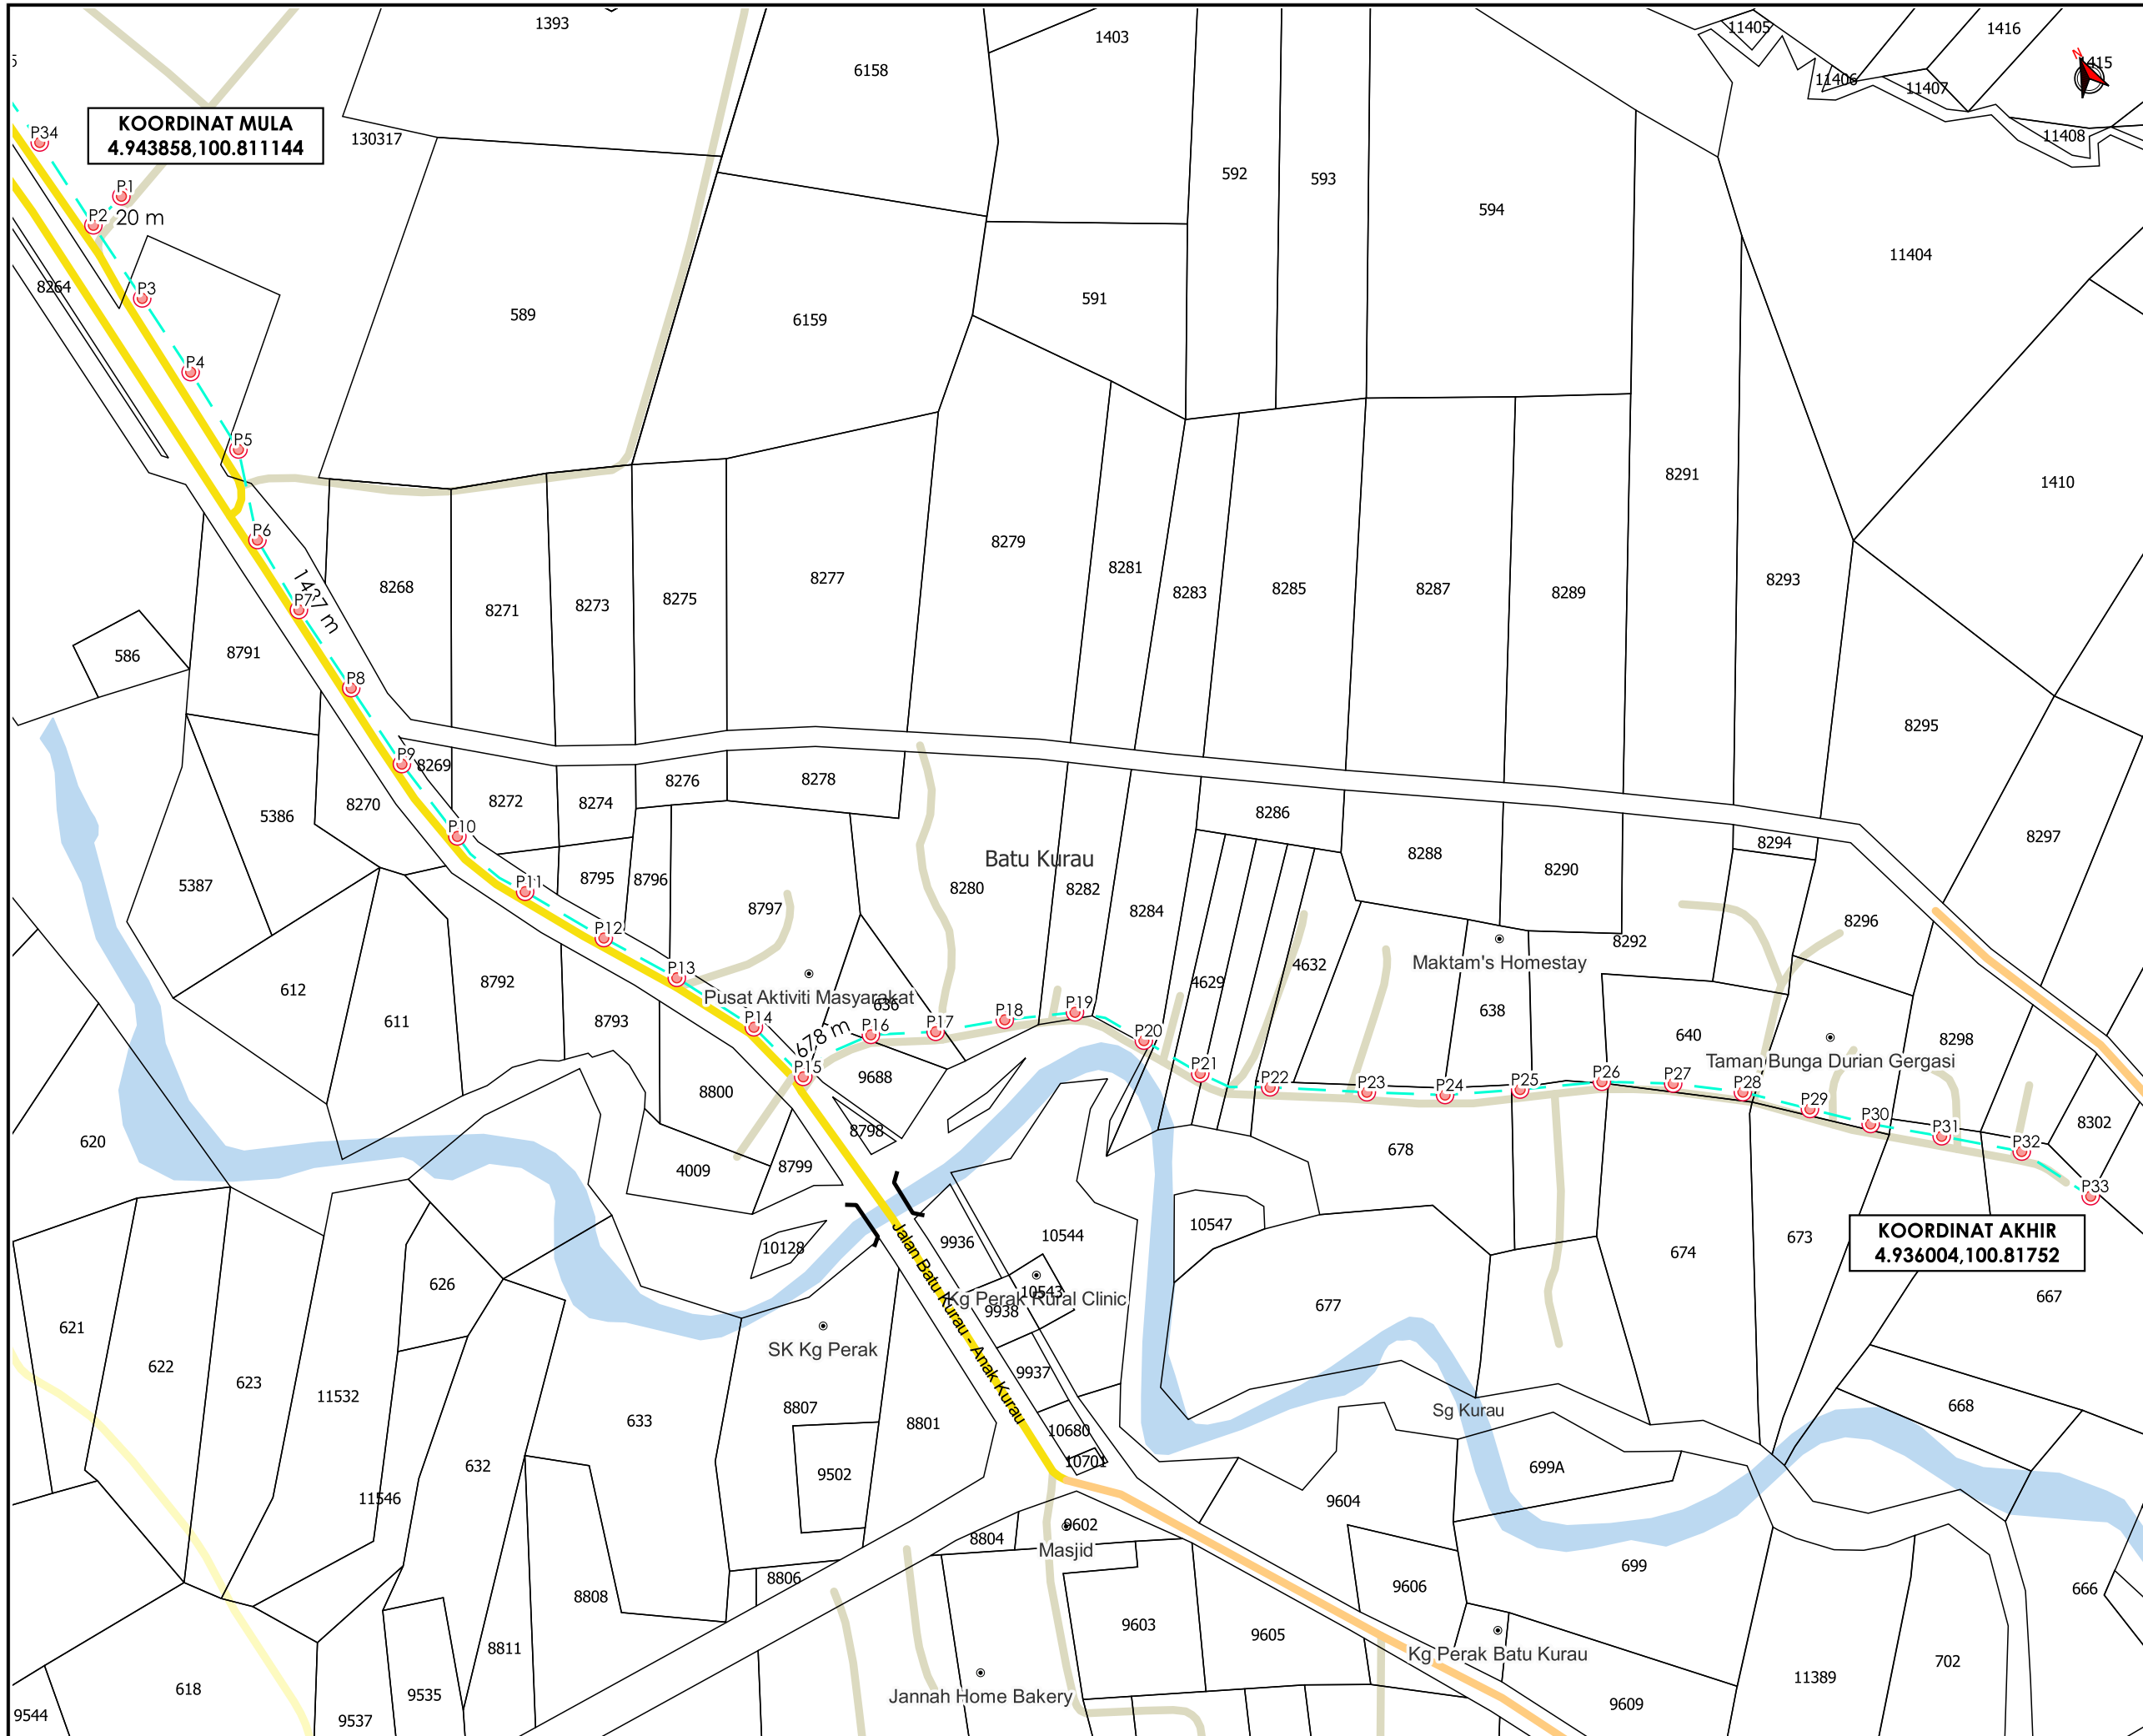 1393
1403
6158
11405
1416
415
N
11406
11407
11408
5
P34
KOORDINAT MULA
4.943858,100.811144
130317
592
593
594
P1
P2
20 m
11404
8264
P3
589
6159
591
P4
P5
8291
1410
P6
8279
8281
8277
8293
1437 m
P7
8268
8271
8273
8275
8283
8285
8287
8289
586
8791
P8
8295
P9
8269
8276
8278
8270
8272
8274
5386
P10
8286
8297
8294
Batu Kurau
8288
8290
5387
P11
8795
8796
8280
8282
8797
8284
8296
P12
8292
Maktam's Homestay
4632
P13
612
8792
4629
Pusat Aktiviti Masyarakat
636
638
611
8793
P14
678 m
P16
P17
P18
P19
P20
640
8298
Taman Bunga Durian Gergasi
P15
9688
P21
P22
P23
P24
P25
P26
P27
P28
P29
P30
P31
P32
8800
8798
8302
620
4009
8799
678
P33
KOORDINAT AKHIR
4.936004,100.81752
10128
9936
10544
10547
674
673
626
Jalan Batu Kurau - Anak Kurau
10543
Kg Perak Rural Clinic
9938
677
667
621
622
623
SK Kg Perak
9937
11532
633
8807
8801
Sg Kurau
668
10680
10701
632
9502
699A
11546
9604
9602
8804
Masjid
8806
8808
9606
699
666
9603
9605
8811
Kg Perak Batu Kurau
618
9535
Jannah Home Bakery
11389
702
9544
9537
9609